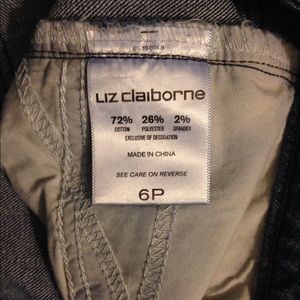 Liz claiborne
72% 26% 2%
COTTON POLYESTER SPANDEX
EXCLUSIVE OF DECORATION
MADE IN CHINA
SEE CARE ON REVERSE
6P